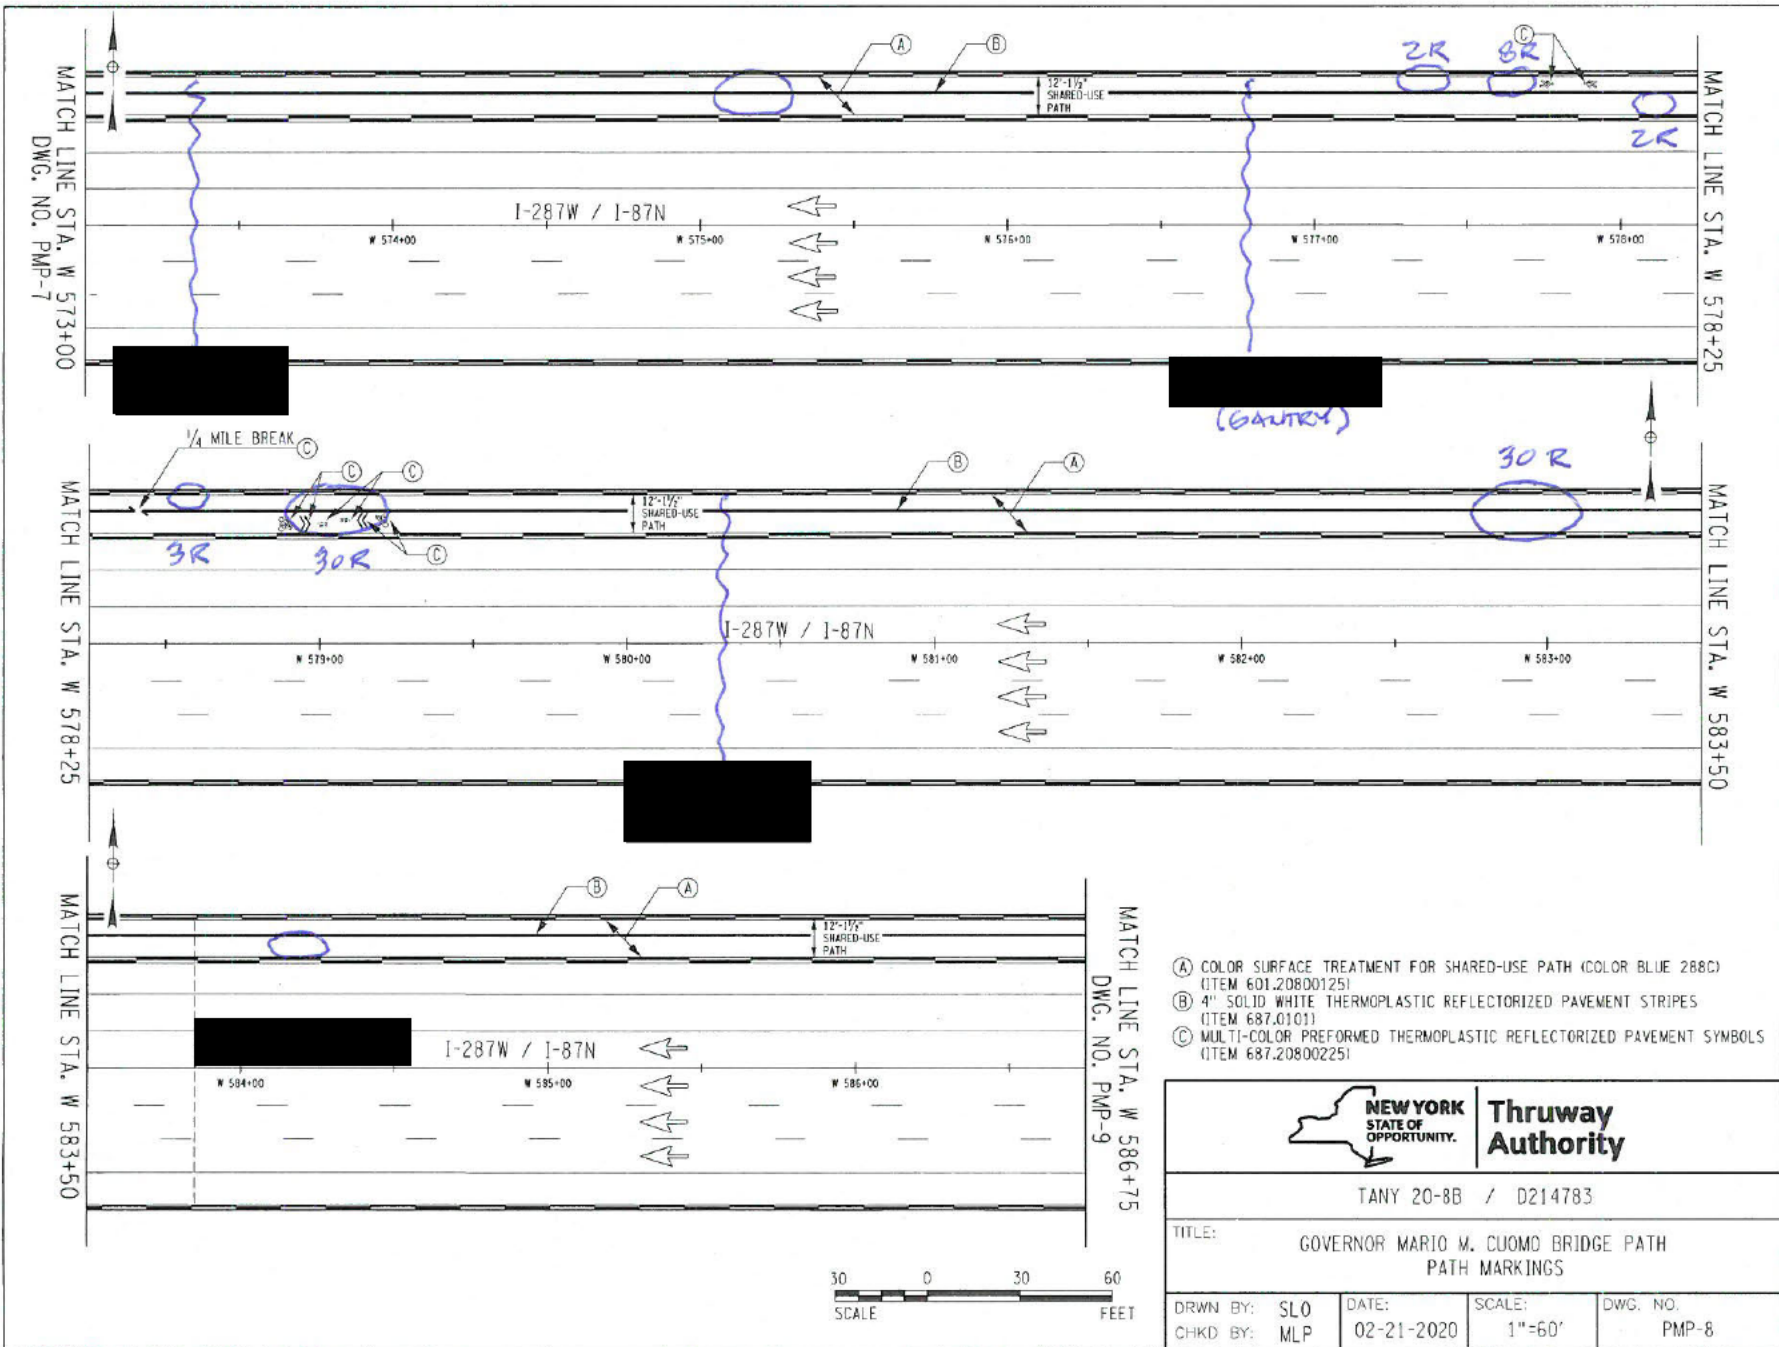 A
B
2R
8R
C
12'-1½"
SHARED-USE
PATH
2R
MATCH LINE STA. W 573+00
DWG. NO. PMP-7
MATCH LINE STA. W 578+25
I-287W / I-87N
W 574+00
W 575+00
W 576+00
W 577+00
W 578+00
(GANTRY)
¼ MILE BREAK
C
C
C
B
A
30 R
12'-1½"
SHARED-USE
PATH
3R
30R
C
MATCH LINE STA. W 578+25
MATCH LINE STA. W 583+50
I-287W / I-87N
W 579+00
W 580+00
W 581+00
W 582+00
W 583+00
B
A
12'-1½"
SHARED-USE
PATH
MATCH LINE STA. W 583+50
MATCH LINE STA. W 586+75
DWG. NO. PMP-9
I-287W / I-87N
W 584+00
W 585+00
W 586+00
A COLOR SURFACE TREATMENT FOR SHARED-USE PATH (COLOR BLUE 288C)
(ITEM 601.20800125)
B 4" SOLID WHITE THERMOPLASTIC REFLECTORIZED PAVEMENT STRIPES
(ITEM 687.0101)
C MULTI-COLOR PREFORMED THERMOPLASTIC REFLECTORIZED PAVEMENT SYMBOLS
(ITEM 687.20800225)
NEW YORK
STATE OF
OPPORTUNITY.
Thruway
Authority
TANY 20-8B / D214783
TITLE:
GOVERNOR MARIO M. CUOMO BRIDGE PATH
PATH MARKINGS
30 0 30 60
SCALE FEET
DRWN BY: SLO
CHKD BY: MLP
DATE:
02-21-2020
SCALE:
1"=60'
DWG. NO.
PMP-8